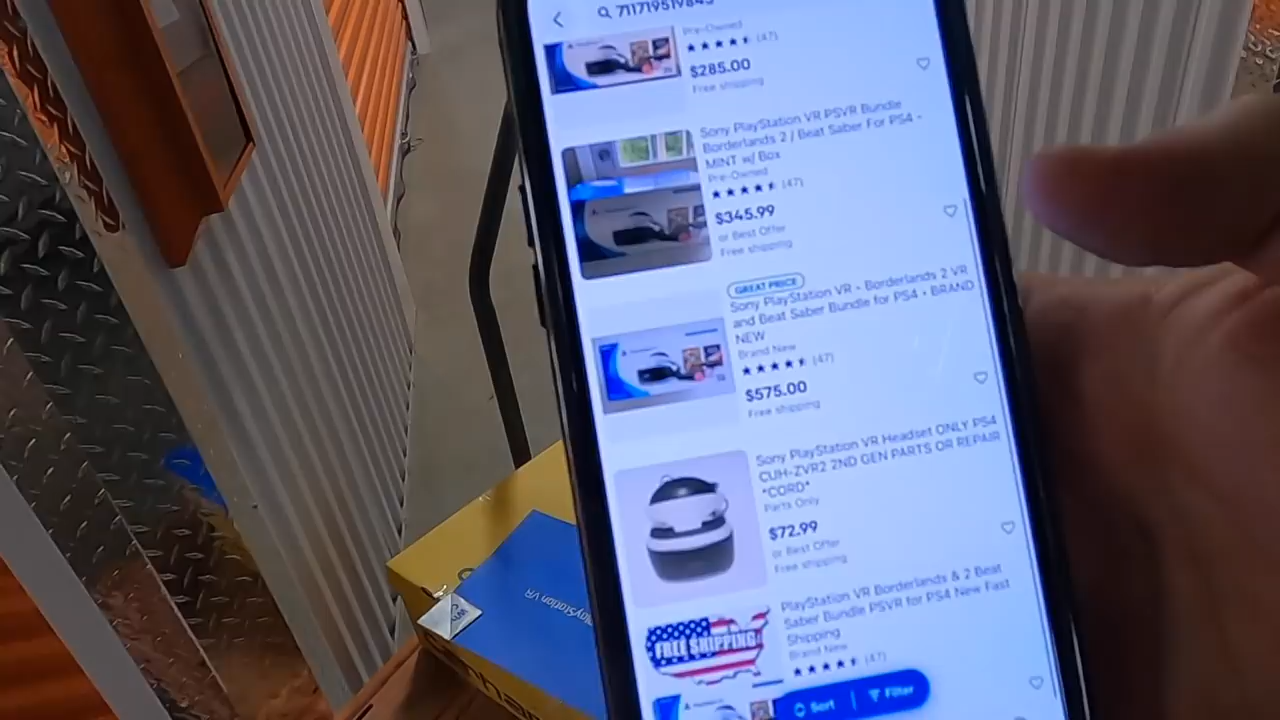 Pre-Owned
(47)
$285.00
Free shipping
Sony PlayStation VR PSVR Bundle
Borderlands 2 / Beat Saber For PS4 -
MINT w/ Box
Pre-Owned
(47)
$345.99
or Best Offer
Free shipping
GREAT PRICE
Sony PlayStation VR - Borderlands 2 VR
and Beat Saber Bundle for PS4 - BRAND
NEW
Brand New
(47)
$575.00
Free shipping
Sony PlayStation VR Headset ONLY PS4
CUH-ZVR2 2ND GEN PARTS OR REPAIR
*CORD*
Parts Only
$72.99
or Best Offer
Free shipping
PlayStation VR Borderlands & 2 Beat
Saber Bundle PSVR for PS4 New Fast
Shipping
Brand New
(47)
FREE SHIPPING
Sort
Filter
PlayStation VR